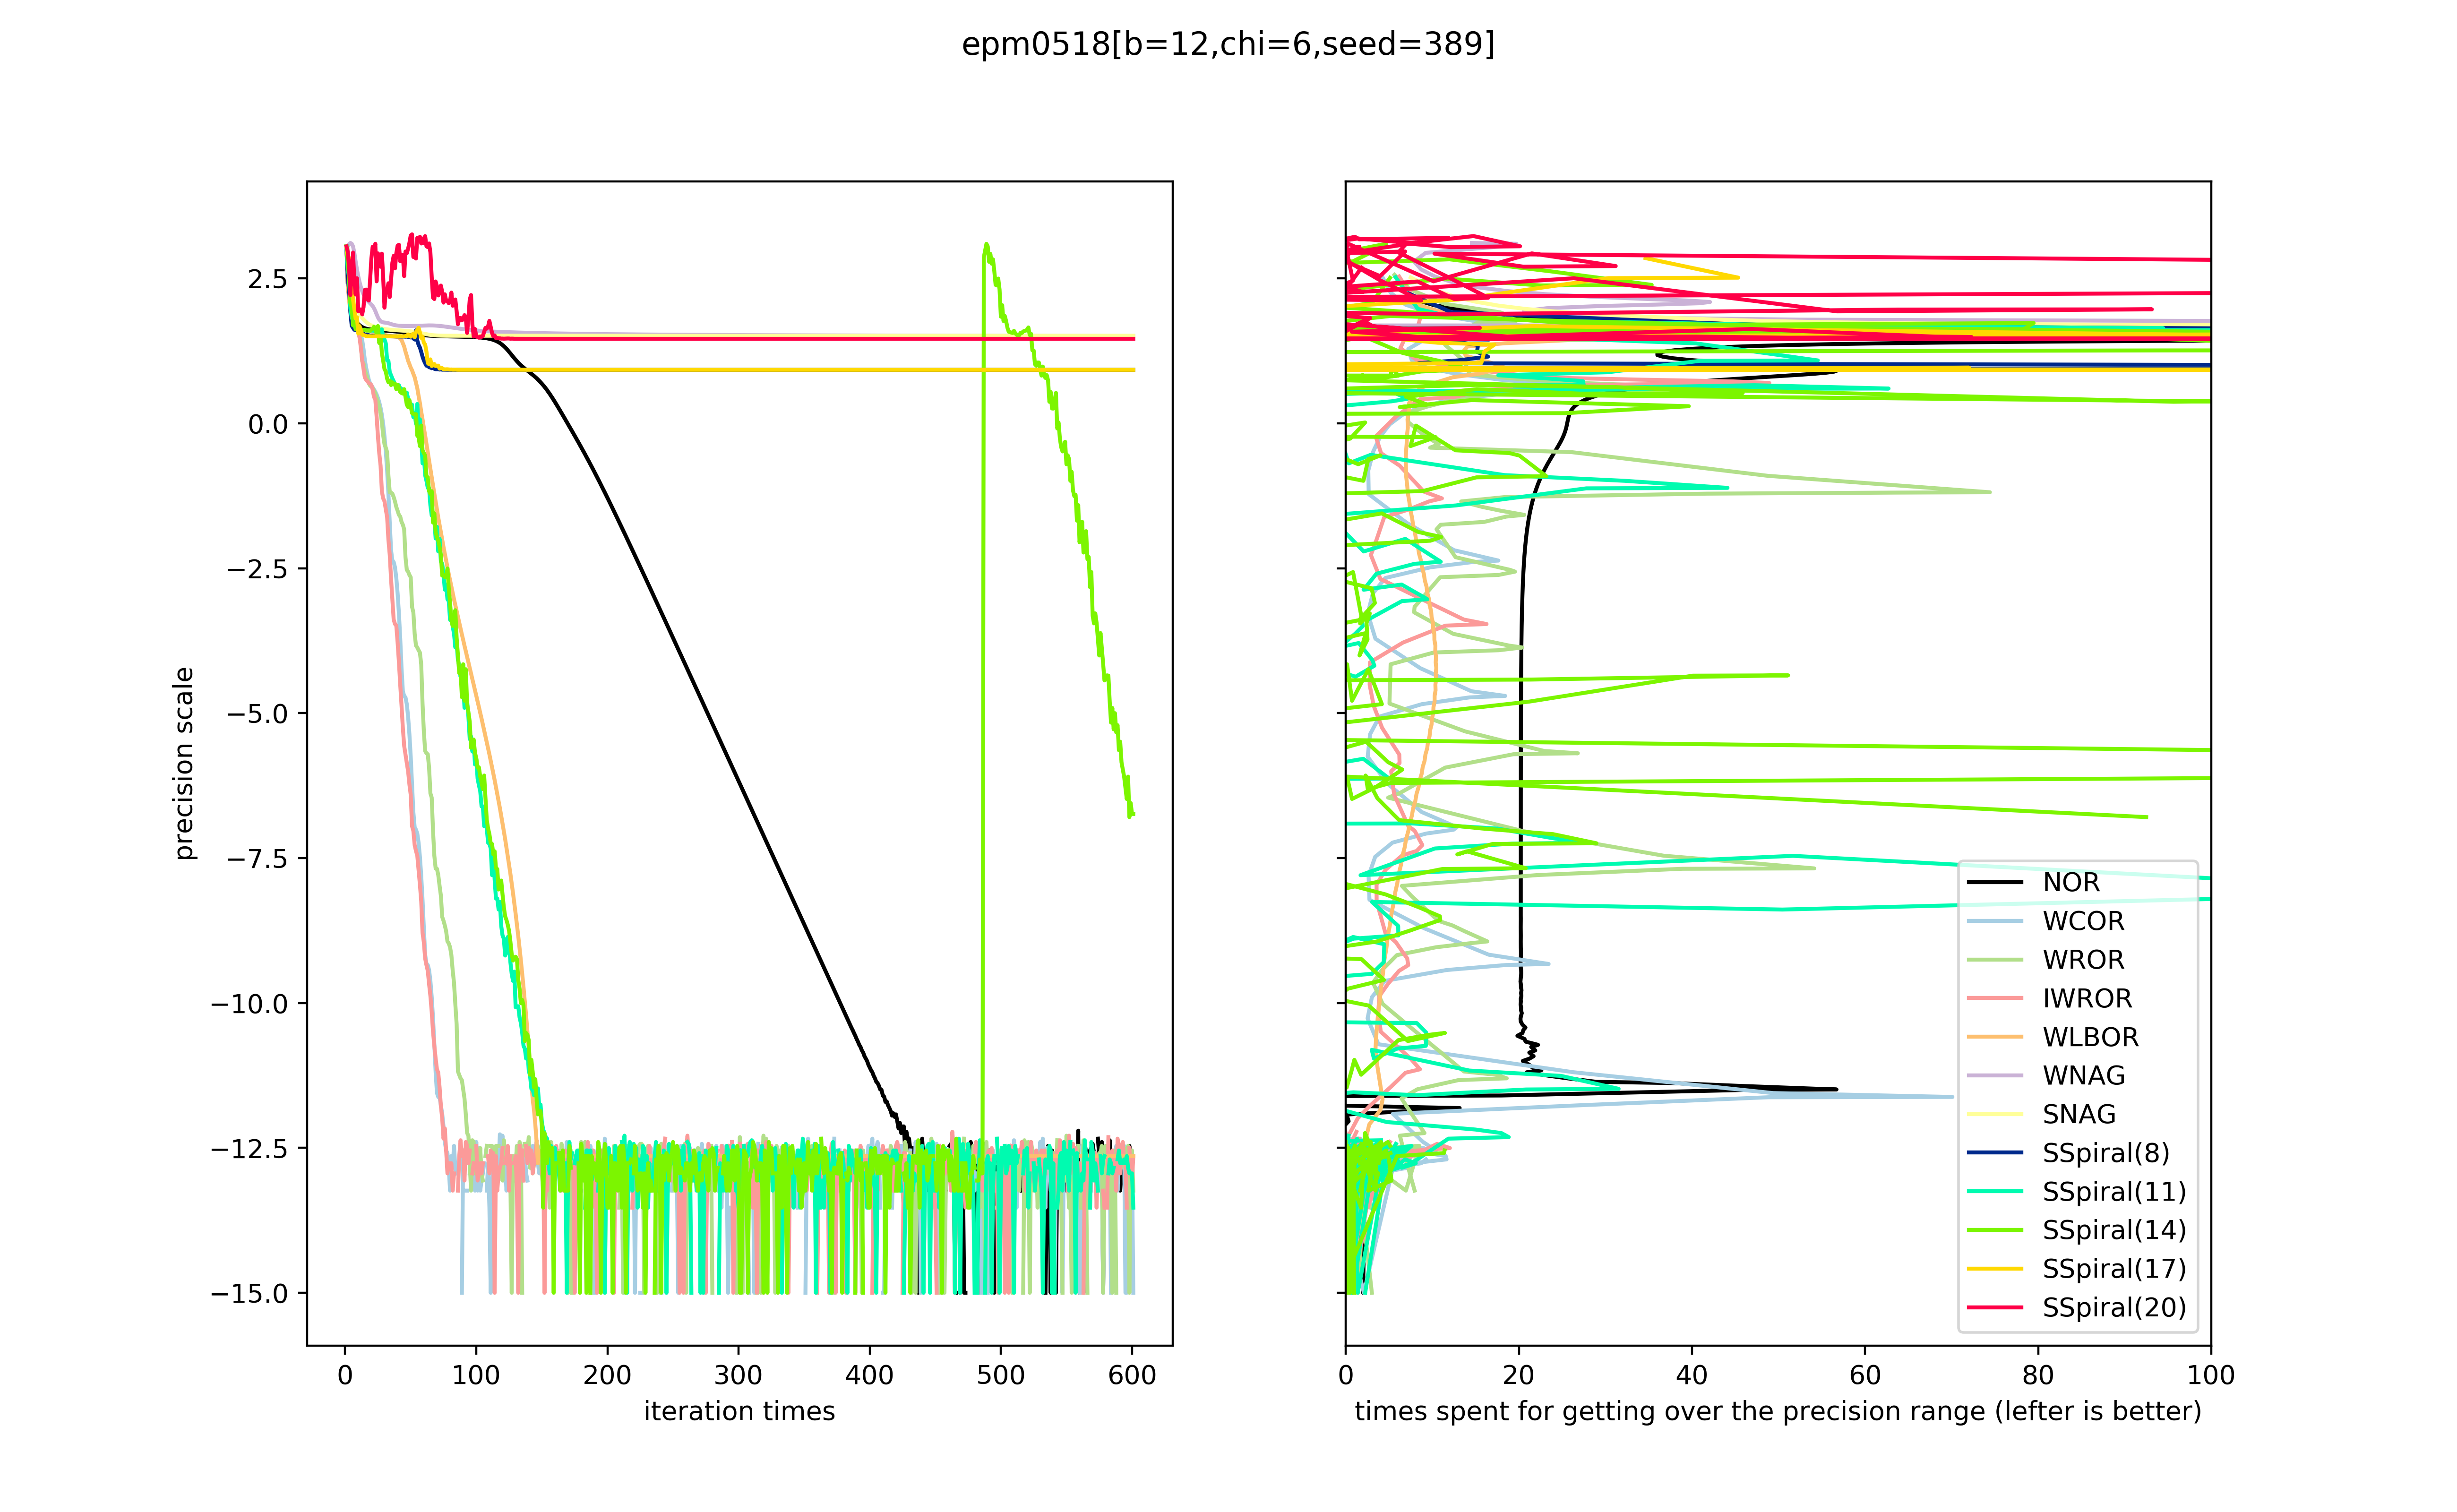 epm0518[b=12,chi=6,seed=389]
precision scale
2.5
0.0
−2.5
−5.0
−7.5
−10.0
−12.5
−15.0
0 100 200 300 400 500 600
iteration times
0 20 40 60 80 100
times spent for getting over the precision range (lefter is better)
NOR
WCOR
WROR
IWROR
WLBOR
WNAG
SNAG
SSpiral(8)
SSpiral(11)
SSpiral(14)
SSpiral(17)
SSpiral(20)